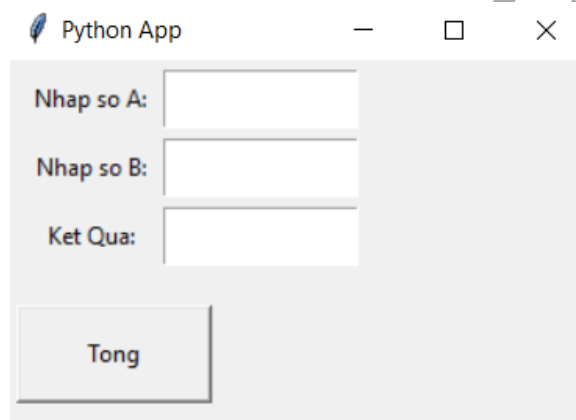 Python App
Nhap so A:
Nhap so B:
Ket Qua:
Tong